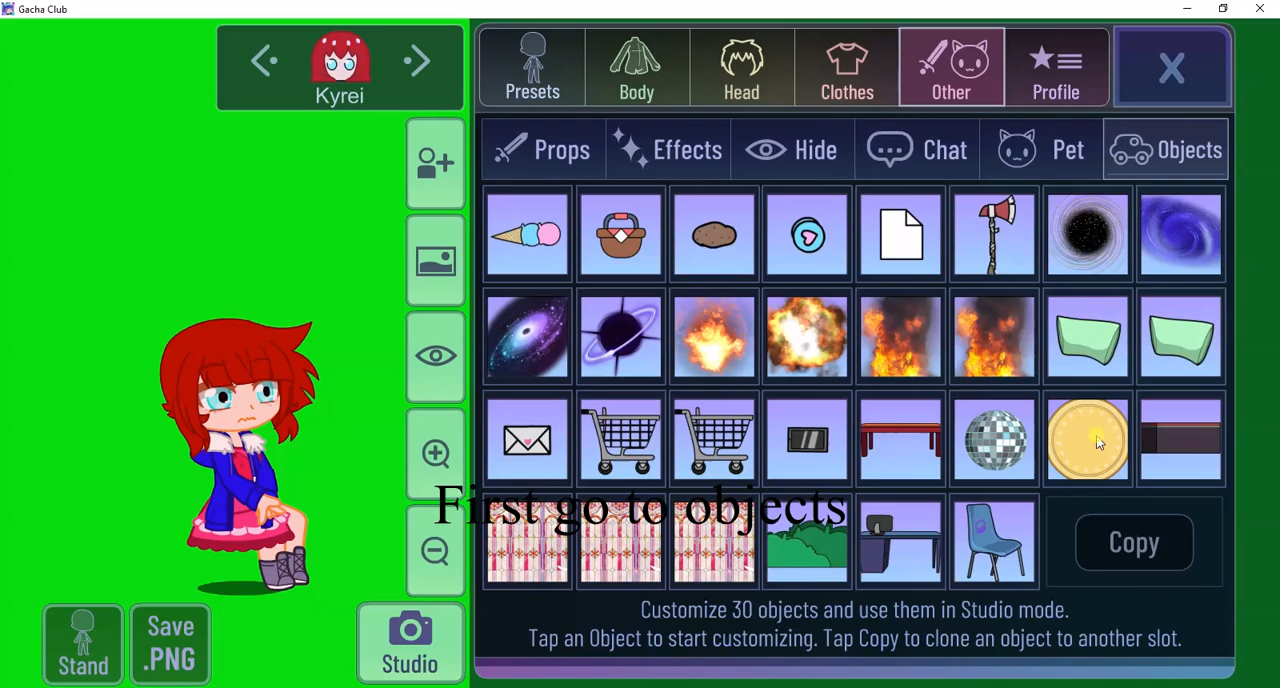 Gacha Club
Kyrei
Presets
Body
Head
Clothes
Other
Profile
X
Props
Effects
Hide
Chat
Pet
Objects
First go to objects
Copy
Customize 30 objects and use them in Studio mode.
Tap an Object to start customizing. Tap Copy to clone an object to another slot.
Stand
Save
.PNG
Studio